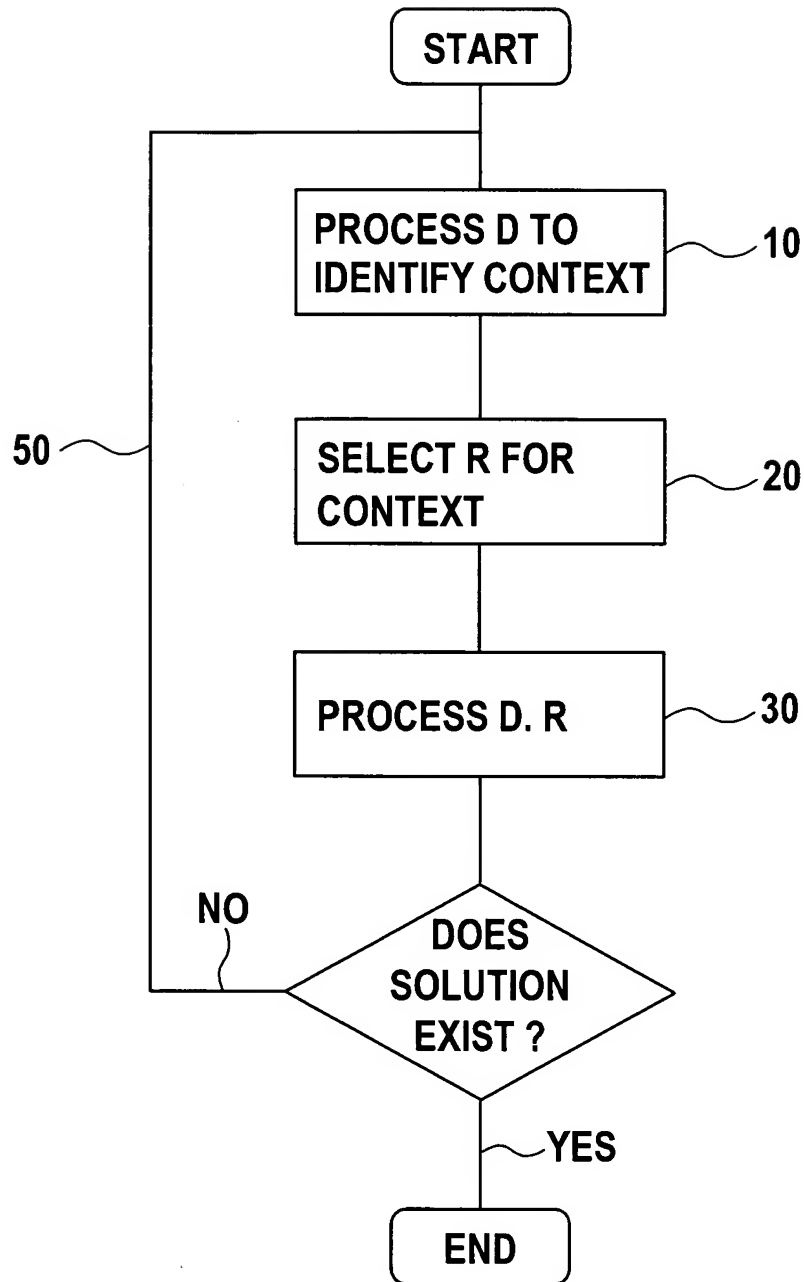 START
PROCESS D TO
IDENTIFY CONTEXT
10
50
SELECT R FOR
CONTEXT
20
PROCESS D. R
30
NO
DOES
SOLUTION
EXIST ?
YES
END